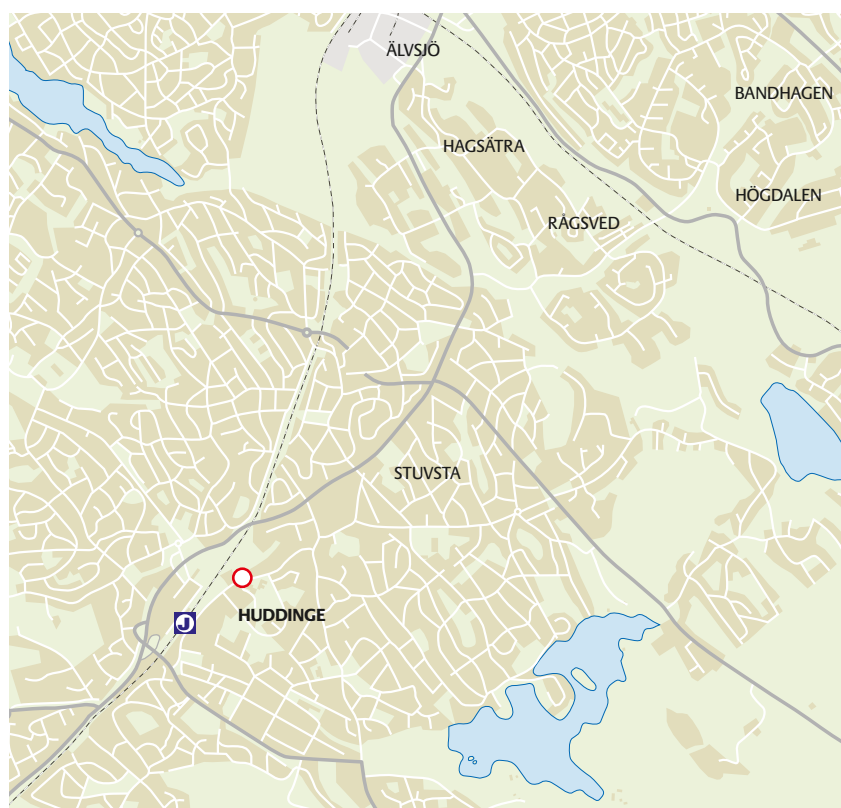 ÄLVSJÖ
BANDHAGEN
HAGSÄTRA
HÖGDALEN
RÅGSVED
STUVSTA
HUDDINGE
J